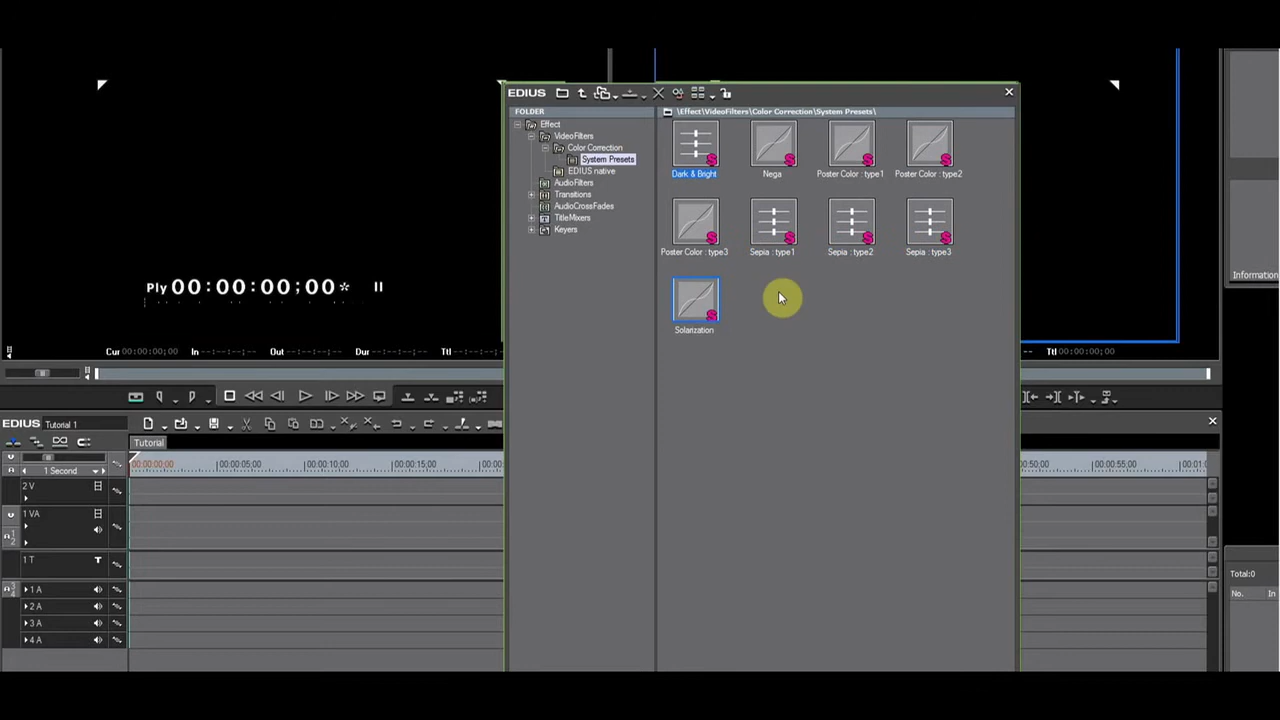 EDIUS
FOLDER
\Effect\VideoFilters\Color Correction\System Presets\
Effect
VideoFilters
Color Correction
System Presets
EDIUS native
AudioFilters
Transitions
AudioCrossFades
TitleMixers
Keyers
Dark & Bright
Nega
Poster Color : type1
Poster Color : type2
Poster Color : type3
Sepia : type1
Sepia : type2
Sepia : type3
Solarization
Information
Ply 00:00:00;00* II
Cur 00:00:00;00 In --:--:--;-- Out --:--:--;-- Dur --:--:--;-- Ttl --:--:--;--
Ttl 00:00:00;00
EDIUS Tutorial 1
Tutorial
1 Second
00:00:00;00 00:00:05;00 00:00:10;00 00:00:15;00
00:00:55;00
2 V
1 VA
1 T
1 A
2 A
3 A
4 A
Total:0
No. In